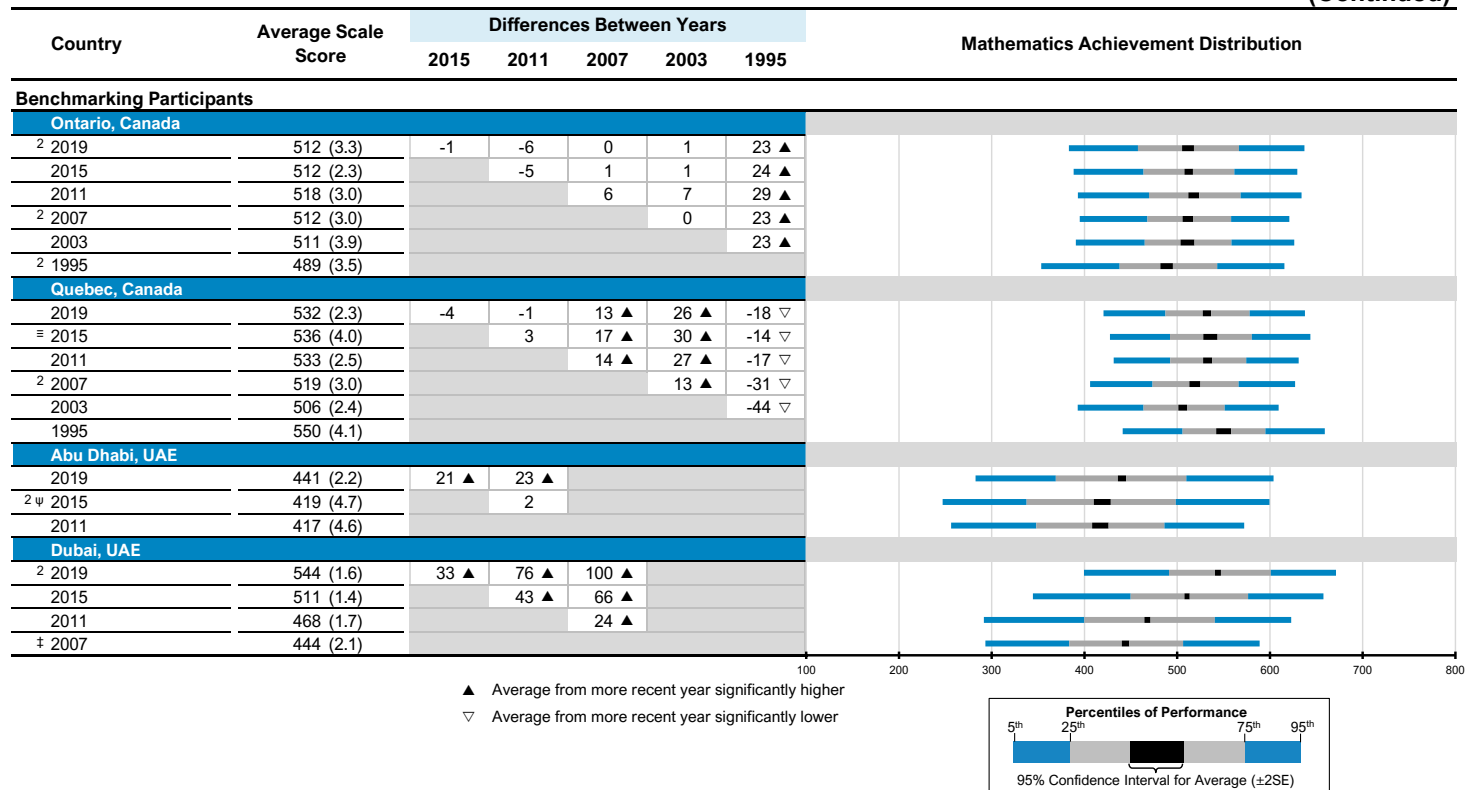 (Continued)
Country Average Scale Score Differences Between Years Mathematics Achievement Distribution
2015 2011 2007 2003 1995
Benchmarking Participants
Ontario, Canada
2 2019 512 (3.3) -1 -6 0 1 23 ▲
2015 512 (2.3) -5 1 1 24 ▲
2011 518 (3.0) 6 7 29 ▲
2 2007 512 (3.0) 0 23 ▲
2003 511 (3.9) 23 ▲
2 1995 489 (3.5)
Quebec, Canada
2019 532 (2.3) -4 -1 13 ▲ 26 ▲ -18 ▽
≡ 2015 536 (4.0) 3 17 ▲ 30 ▲ -14 ▽
2011 533 (2.5) 14 ▲ 27 ▲ -17 ▽
2 2007 519 (3.0) 13 ▲ -31 ▽
2003 506 (2.4) -44 ▽
1995 550 (4.1)
Abu Dhabi, UAE
2019 441 (2.2) 21 ▲ 23 ▲
2 ψ 2015 419 (4.7) 2
2011 417 (4.6)
Dubai, UAE
2 2019 544 (1.6) 33 ▲ 76 ▲ 100 ▲
2015 511 (1.4) 43 ▲ 66 ▲
2011 468 (1.7) 24 ▲
‡ 2007 444 (2.1)
100 200 300 400 500 600 700 800
▲ Average from more recent year significantly higher
▽ Average from more recent year significantly lower
Percentiles of Performance
5th 25th 75th 95th
95% Confidence Interval for Average (±2SE)